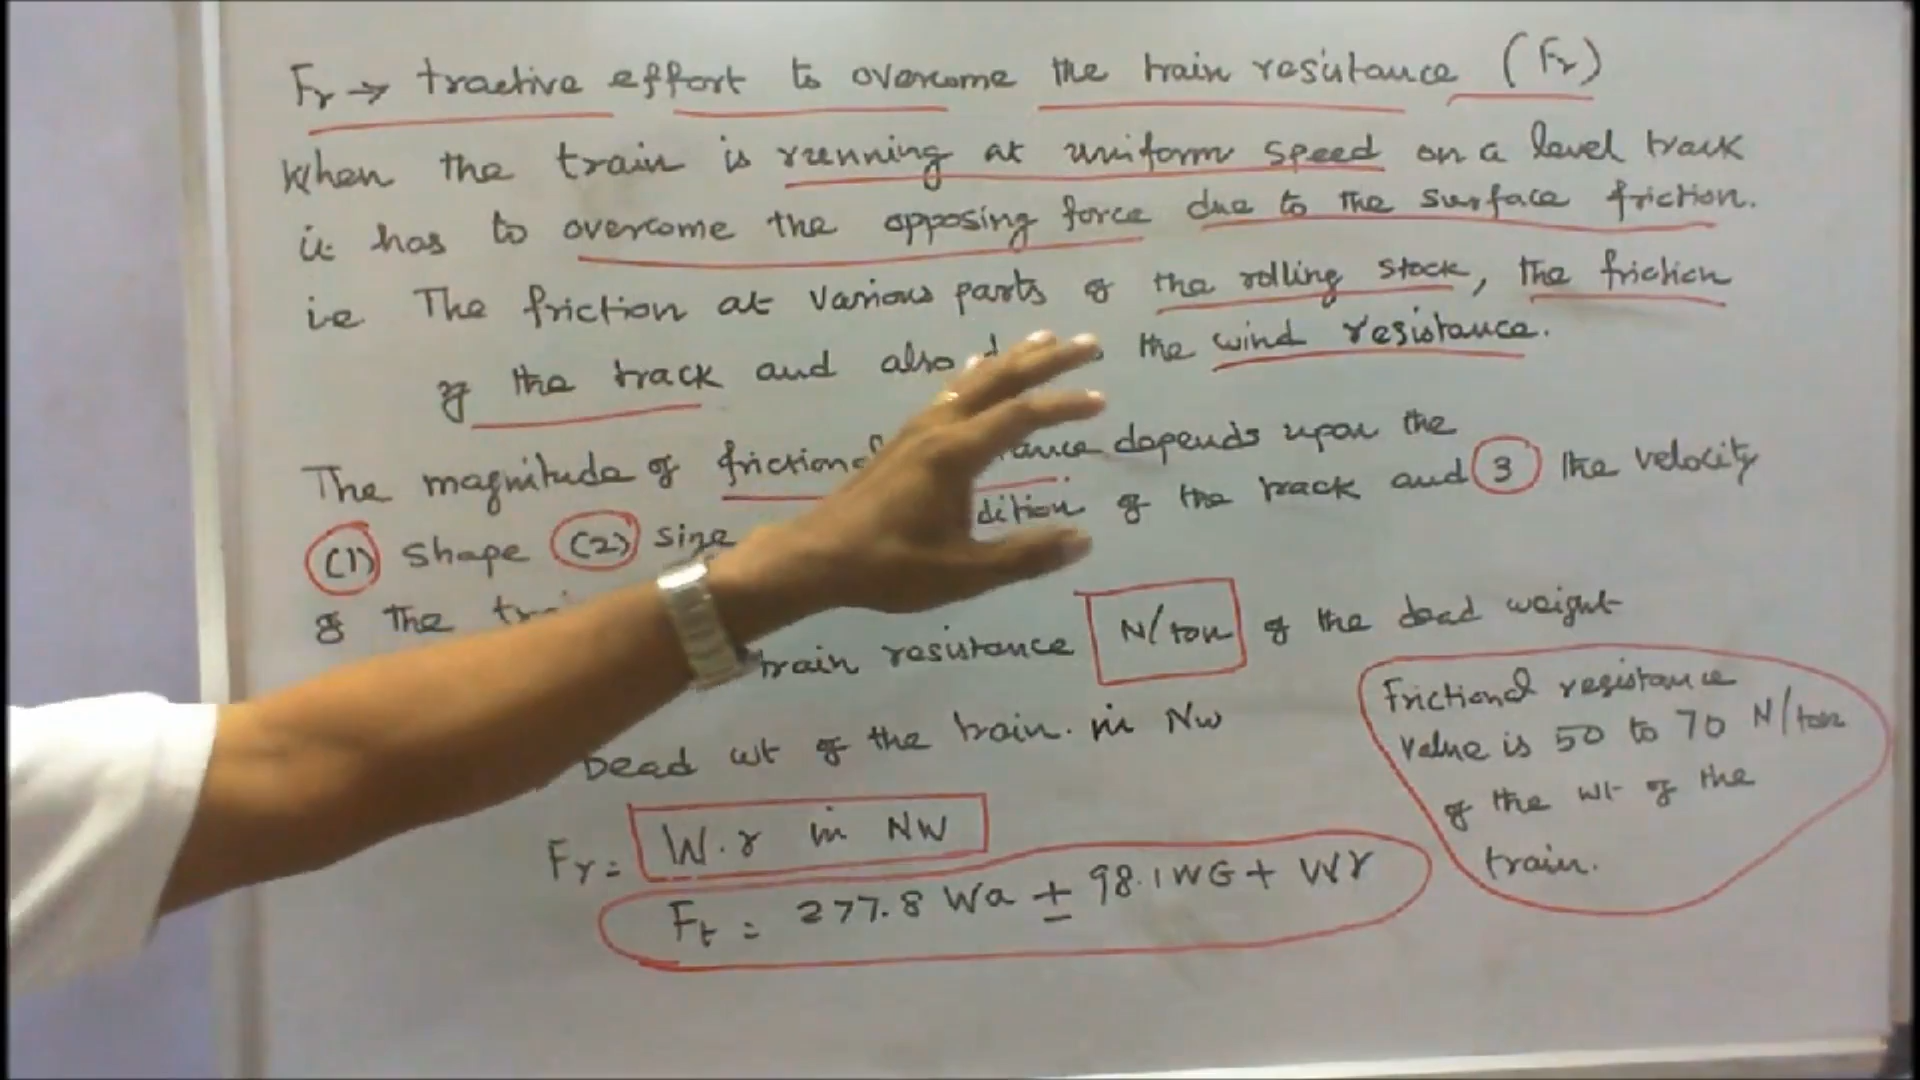 Fr → tractive effort to overcome the train resistance (Fr)
When the train is running at uniform speed on a level track
it has to overcome the opposing force due to the surface friction.
i.e The friction at various parts of the rolling stock, the friction
of the track and also the wind resistance.
The magnitude of depends upon the
(1) shape (2) size of the track and (3) the velocity
of the
train resistance N/ton of the dead weight
Dead wt of the train. in Nw
Fr = W.r in Nw
Ft = 277.8 Wa ± 98.1WG + Wr
Frictional resistance
value is 50 to 70 N/ton
of the wt of the
train.